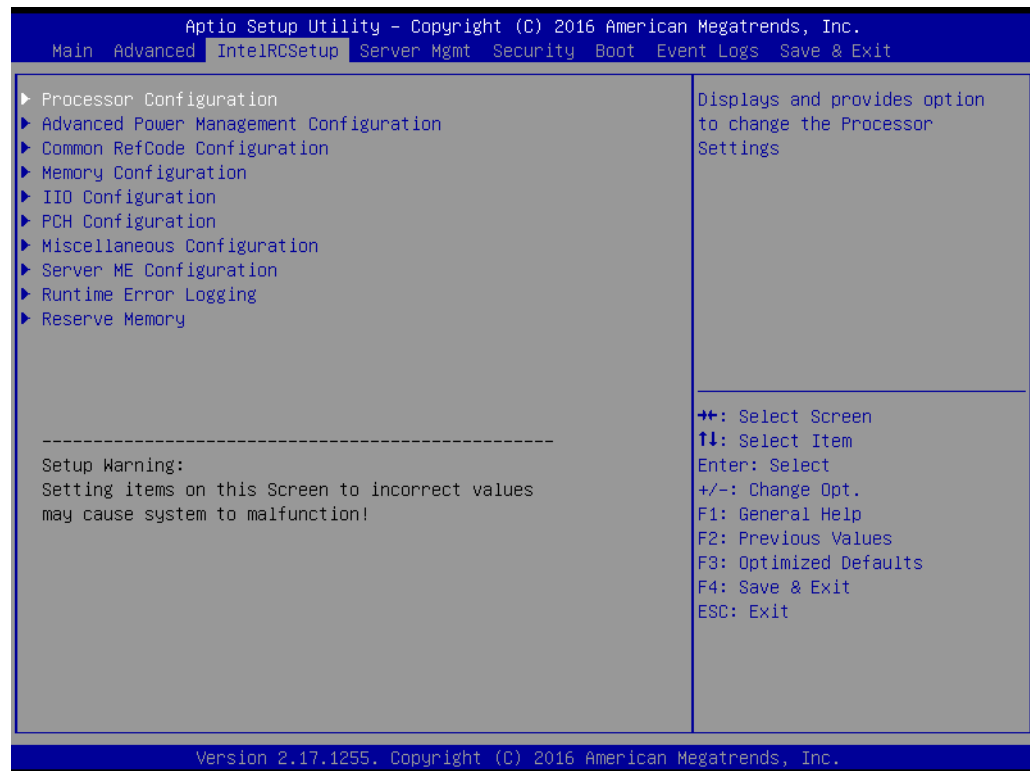 Aptio Setup Utility – Copyright (C) 2016 American Megatrends, Inc.
Main Advanced IntelRCSetup Server Mgmt Security Boot Event Logs Save & Exit
▶ Processor Configuration
▶ Advanced Power Management Configuration
▶ Common RefCode Configuration
▶ Memory Configuration
▶ IIO Configuration
▶ PCH Configuration
▶ Miscellaneous Configuration
▶ Server ME Configuration
▶ Runtime Error Logging
▶ Reserve Memory
--------------------------------------------------
Setup Warning:
Setting items on this Screen to incorrect values
may cause system to malfunction!
Displays and provides option
to change the Processor
Settings
→←: Select Screen
↑↓: Select Item
Enter: Select
+/-: Change Opt.
F1: General Help
F2: Previous Values
F3: Optimized Defaults
F4: Save & Exit
ESC: Exit
Version 2.17.1255. Copyright (C) 2016 American Megatrends, Inc.